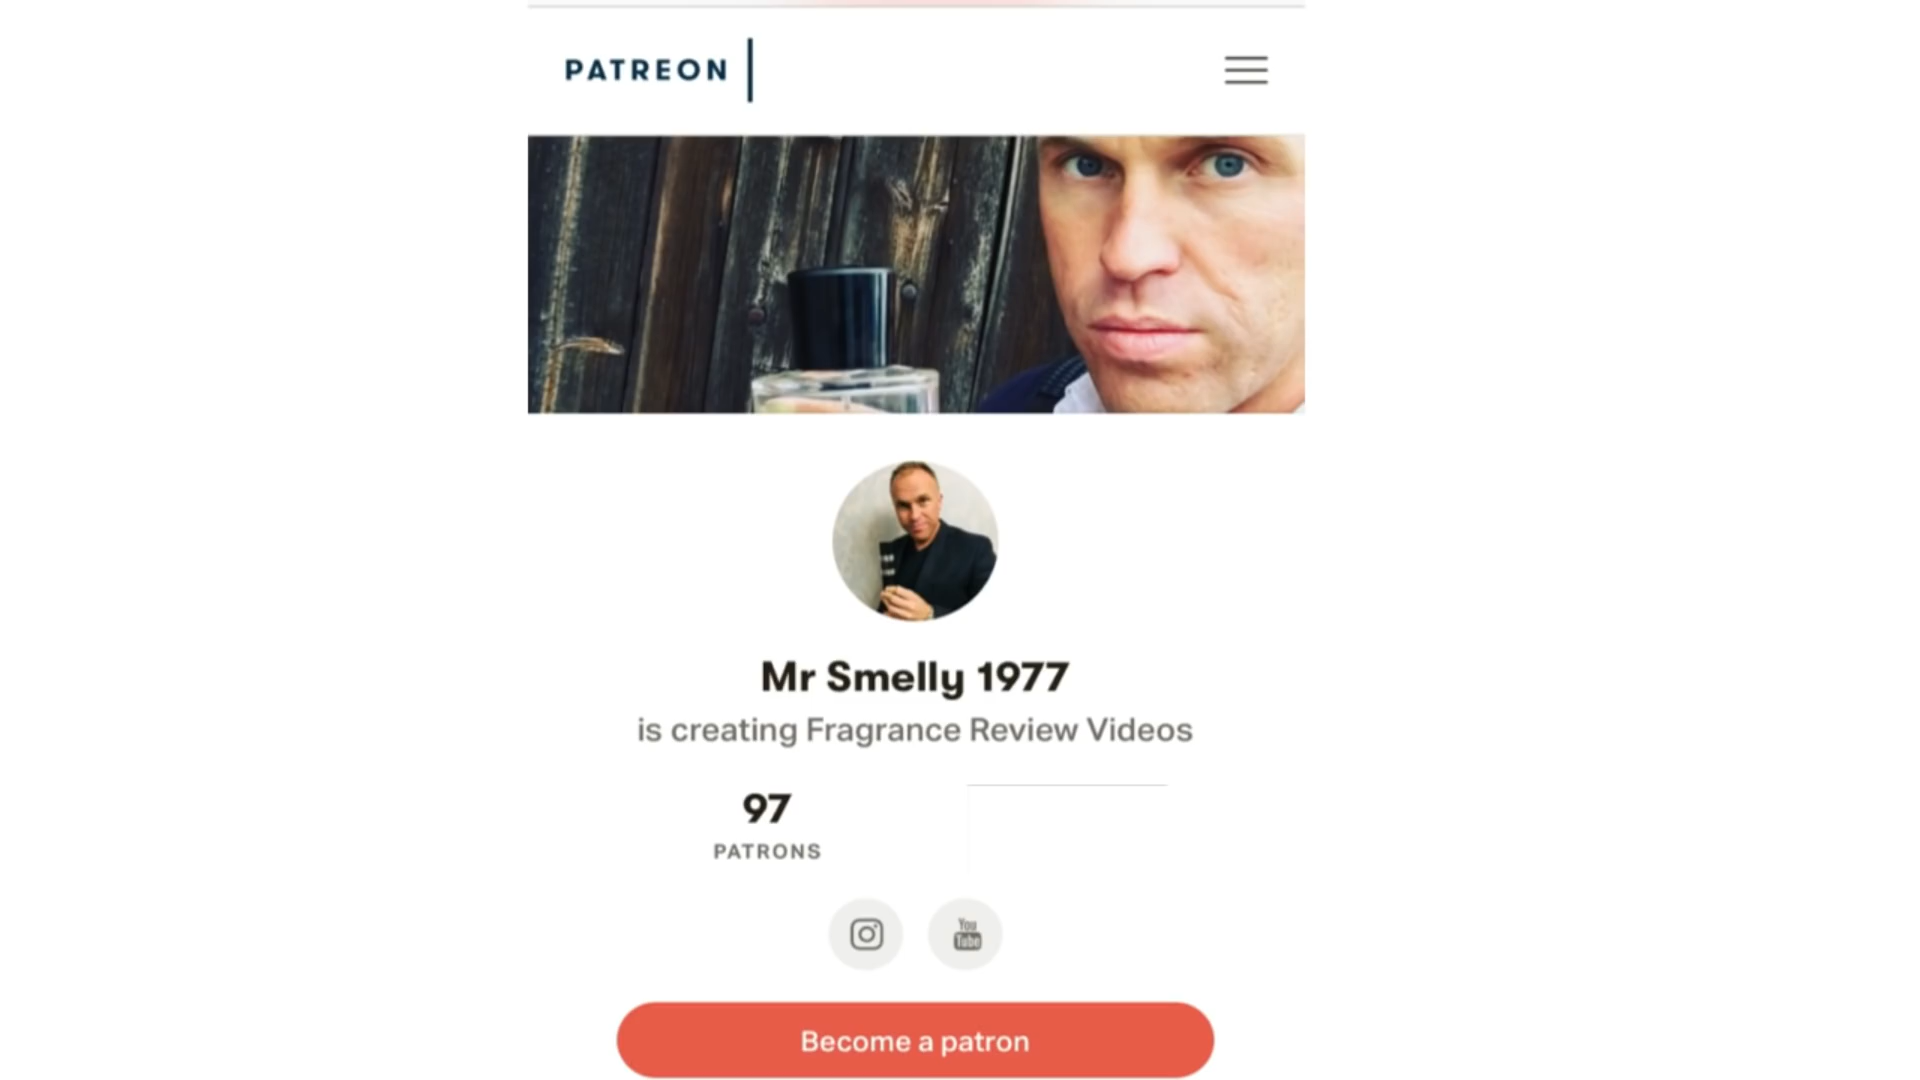 PATREON
Mr Smelly 1977
is creating Fragrance Review Videos
97
PATRONS
You
Tube
Become a patron